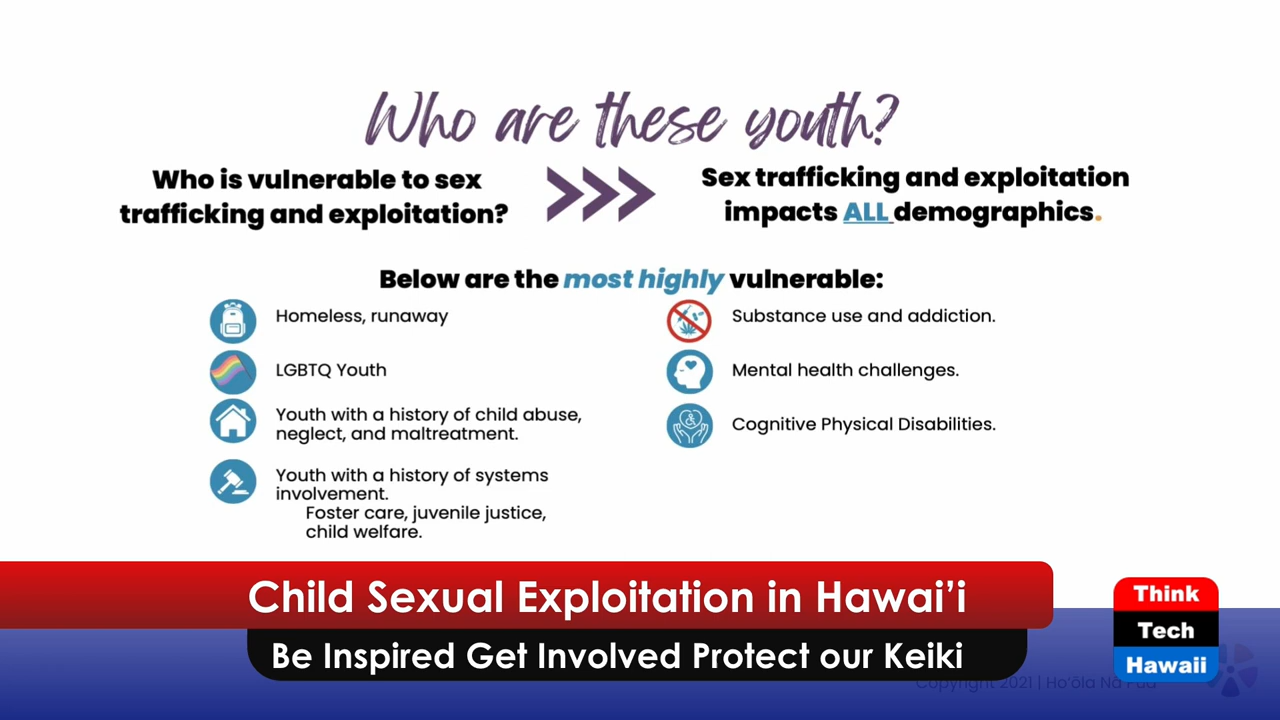 Who are these youth?
Who is vulnerable to sex
trafficking and exploitation?
Sex trafficking and exploitation
impacts ALL demographics.
Below are the most highly vulnerable:
Homeless, runaway
LGBTQ Youth
Youth with a history of child abuse,
neglect, and maltreatment.
Youth with a history of systems
involvement.
Foster care, juvenile justice,
child welfare.
Substance use and addiction.
Mental health challenges.
Cognitive Physical Disabilities.
Child Sexual Exploitation in Hawai’i
Be Inspired Get Involved Protect our Keiki
Think
Tech
Hawaii
Copyright 2021 | Ho‘ōla Nā Pua